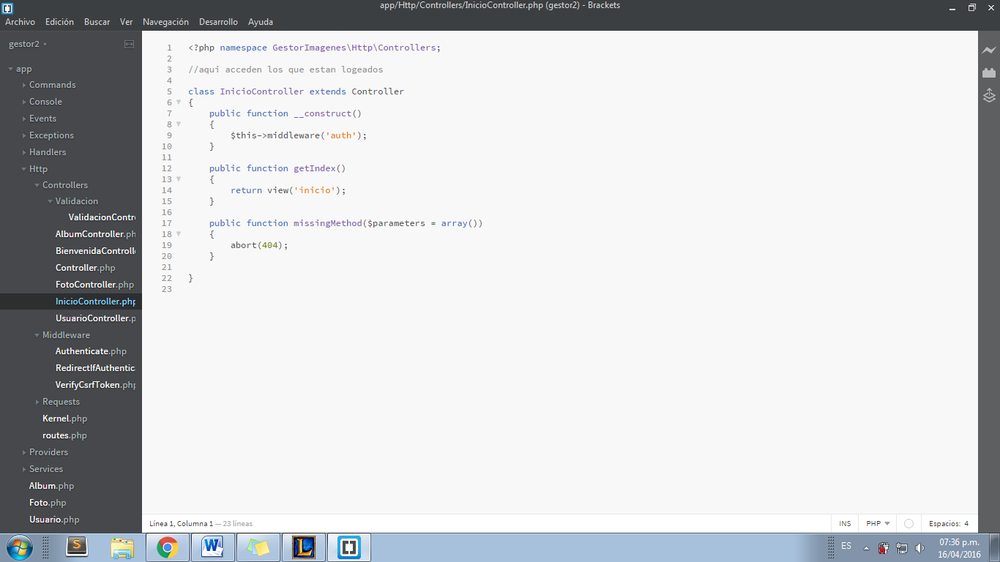 app/Http/Controllers/InicioController.php (gestor2) - Brackets
Archivo Edición Buscar Ver Navegación Desarrollo Ayuda
gestor2
app
Commands
Console
Events
Exceptions
Handlers
Http
Controllers
Validacion
ValidacionContro
AlbumController.ph
BienvenidaControll
Controller.php
FotoController.php
InicioController.php
UsuarioController.p
Middleware
Authenticate.php
RedirectIfAuthentic
VerifyCsrfToken.php
Requests
Kernel.php
routes.php
Providers
Services
Album.php
Foto.php
Usuario.php
1 <?php namespace GestorImagenes\Http\Controllers;
2
3 //aqui acceden los que estan logeados
4
5 class InicioController extends Controller
6 {
7 public function __construct()
8 {
9 $this->middleware('auth');
10 }
11
12 public function getIndex()
13 {
14 return view('inicio');
15 }
16
17 public function missingMethod($parameters = array())
18 {
19 abort(404);
20 }
21
22 }
23
Línea 1, Columna 1 — 23 líneas
INS PHP Espacios: 4
ES
07:36 p.m.
16/04/2016